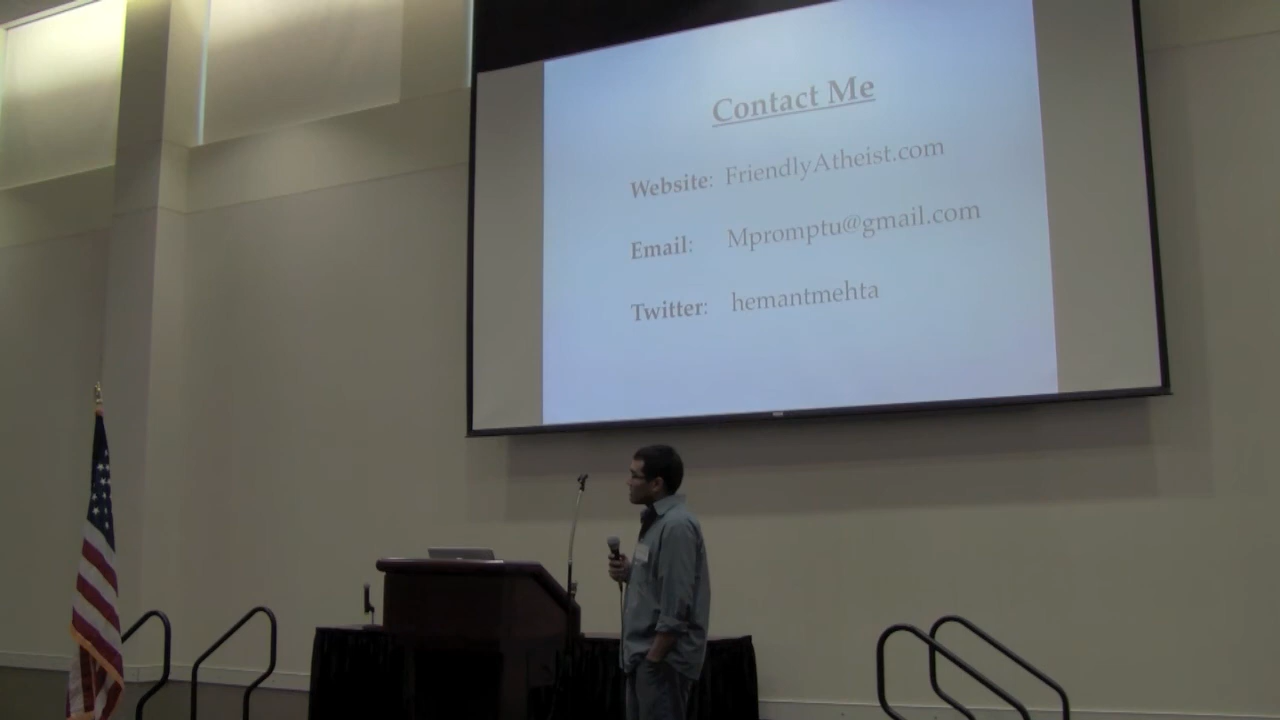 Contact Me
Website: FriendlyAtheist.com
Email: Mpromptu@gmail.com
Twitter: hemantmehta